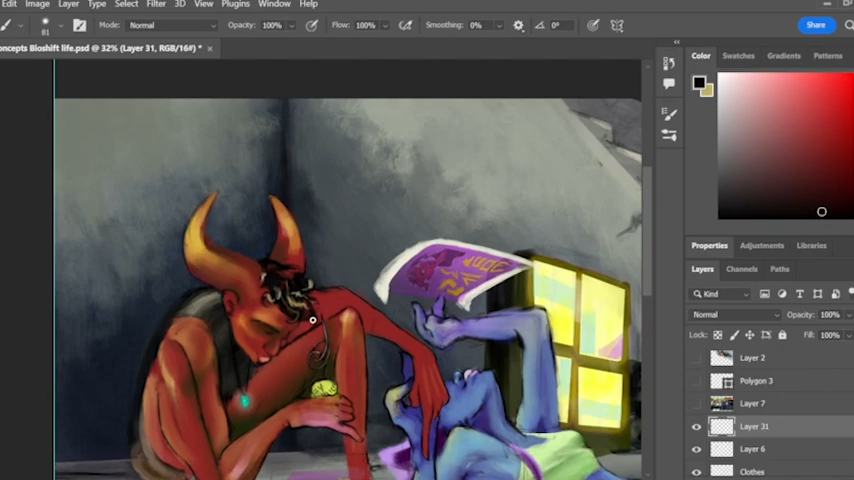 Edit Image Layer Type Select Filter 3D View Plugins Window Help
81 Mode: Normal Opacity: 100% Flow: 100% Smoothing: 0% 0° Share
oncepts Bioshift life.psd @ 32% (Layer 31, RGB/16#) * ×
Color Swatches Gradients Patterns
Properties Adjustments Libraries
Layers Channels Paths
Kind
Normal Opacity: 100%
Lock: Fill: 100%
Layer 2
Polygon 3
Layer 7
Layer 31
Layer 6
Clothes